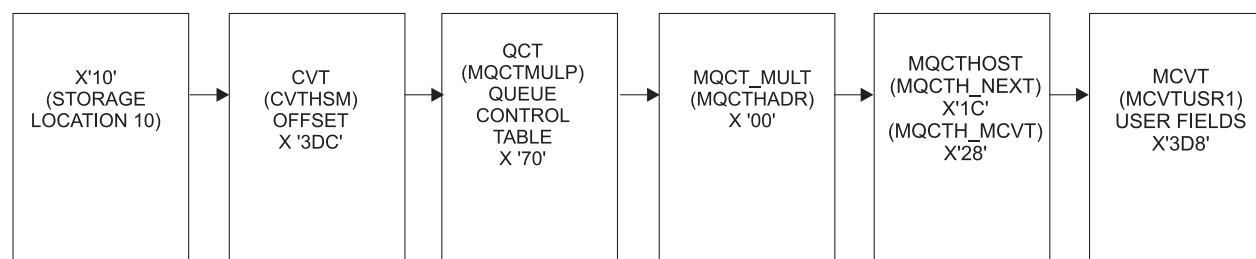 X'10'
(STORAGE
LOCATION 10)
CVT
(CVTHSM)
OFFSET
X '3DC'
QCT
(MQCTMULP)
QUEUE
CONTROL
TABLE
X '70'
MQCT_MULT
(MQCTHADR)
X '00'
MQCTHOST
(MQCTH_NEXT)
X'1C'
(MQCTH_MCVT)
X'28'
MCVT
(MCVTUSR1)
USER FIELDS
X'3D8'